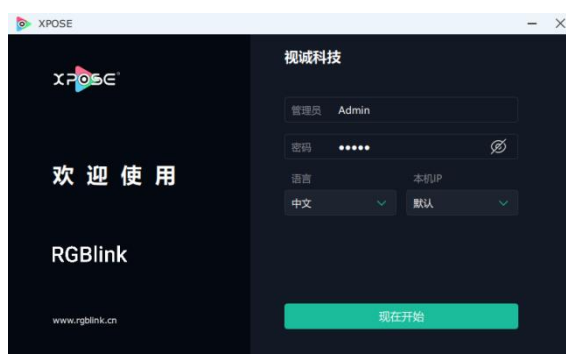 XPOSE
XPOSE
欢迎使用
RGBlink
www.rgblink.cn
视诚科技
管理员 Admin
密码 •••••
语言 本机IP
中文 默认
现在开始